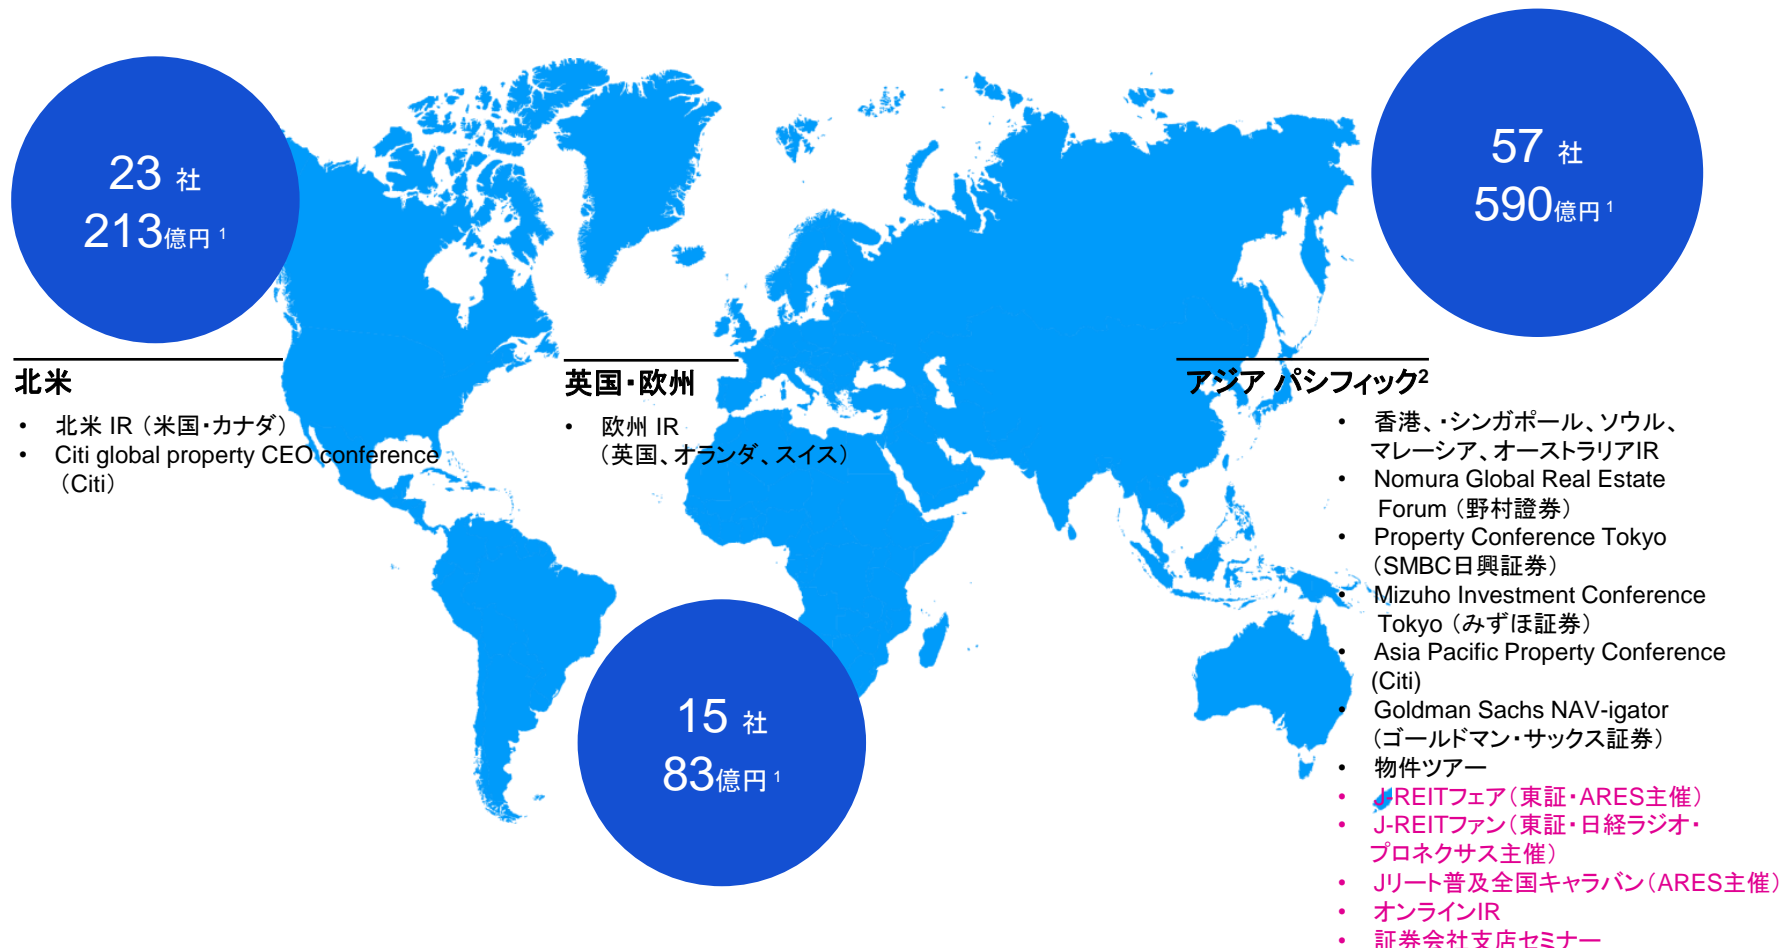 23 社
213億円 1
北米
• 北米 IR（米国・カナダ）
• Citi global property CEO conference
（Citi）
15 社
83億円 1
英国・欧州
• 欧州 IR
（英国、オランダ、スイス）
57 社
590億円 1
アジア パシフィック2
• 香港、・シンガポール、ソウル、
マレーシア、オーストラリアIR
• Nomura Global Real Estate
Forum（野村證券）
• Property Conference Tokyo
（SMBC日興証券）
• Mizuho Investment Conference
Tokyo（みずほ証券）
• Asia Pacific Property Conference
(Citi)
• Goldman Sachs NAV-igator
（ゴールドマン・サックス証券）
• 物件ツアー
• J-REITフェア（東証・ARES主催）
• J-REITファン（東証・日経ラジオ・
プロネクサス主催）
• Jリート普及全国キャラバン（ARES主催）
• オンラインIR
• 証券会社支店セミナー